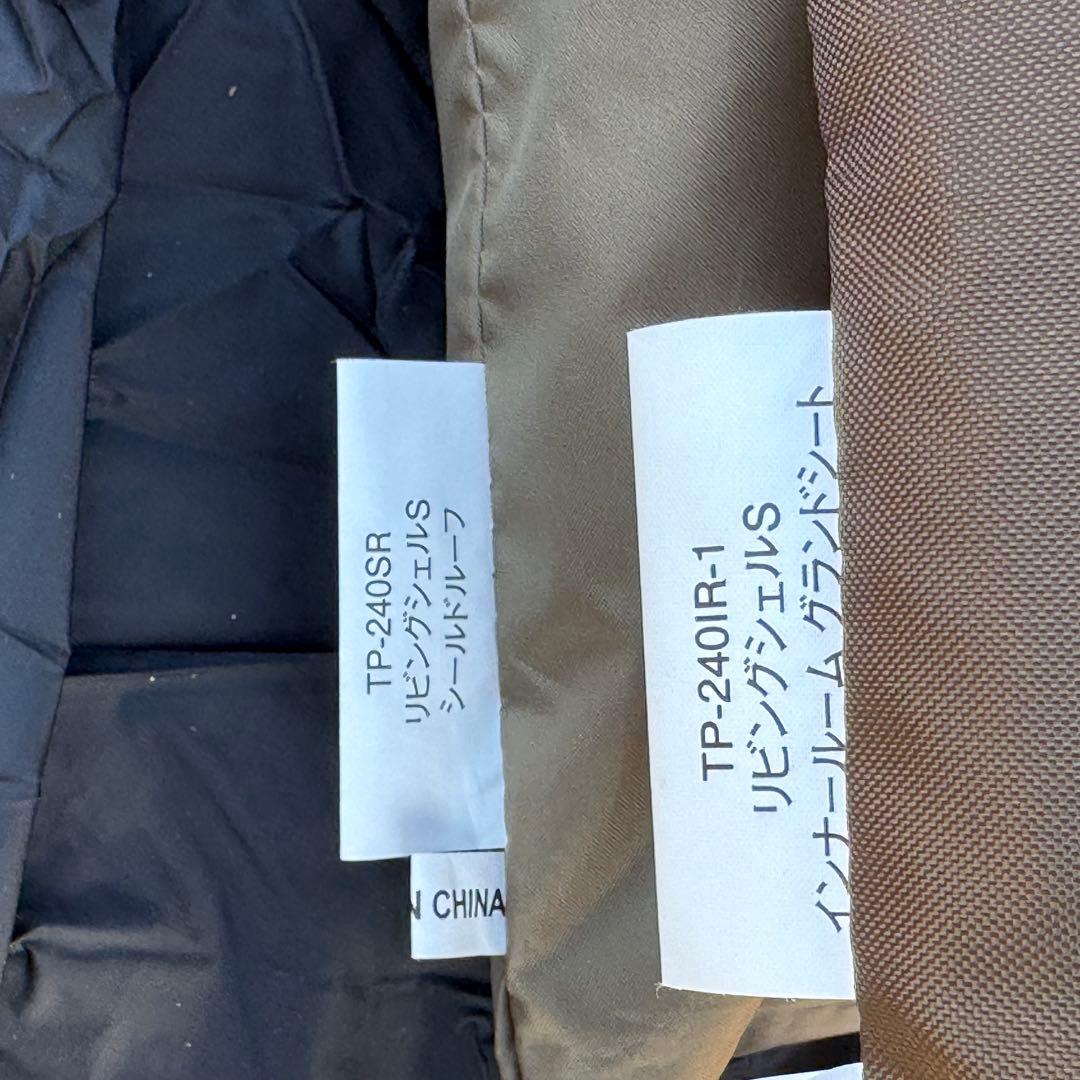 TP-240SR
リビングシェルS
シールドルーフ
N CHINA
TP-240IR-1
リビングシェルS
インナールーム グランドシート